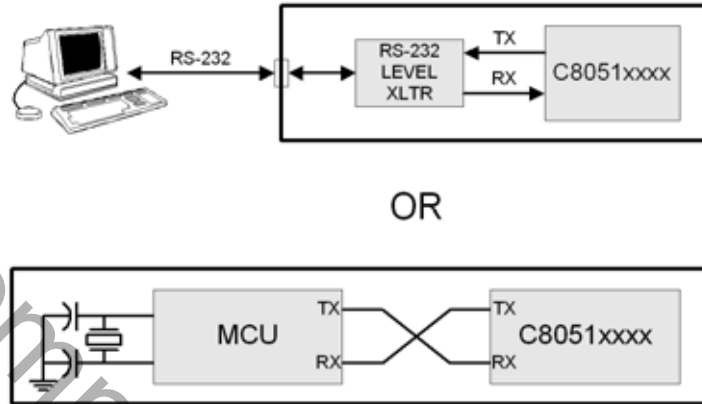 RS-232
RS-232
LEVEL
XLTR
TX
RX
C8051xxxx
OR
MCU
TX
RX
TX
RX
C8051xxxx